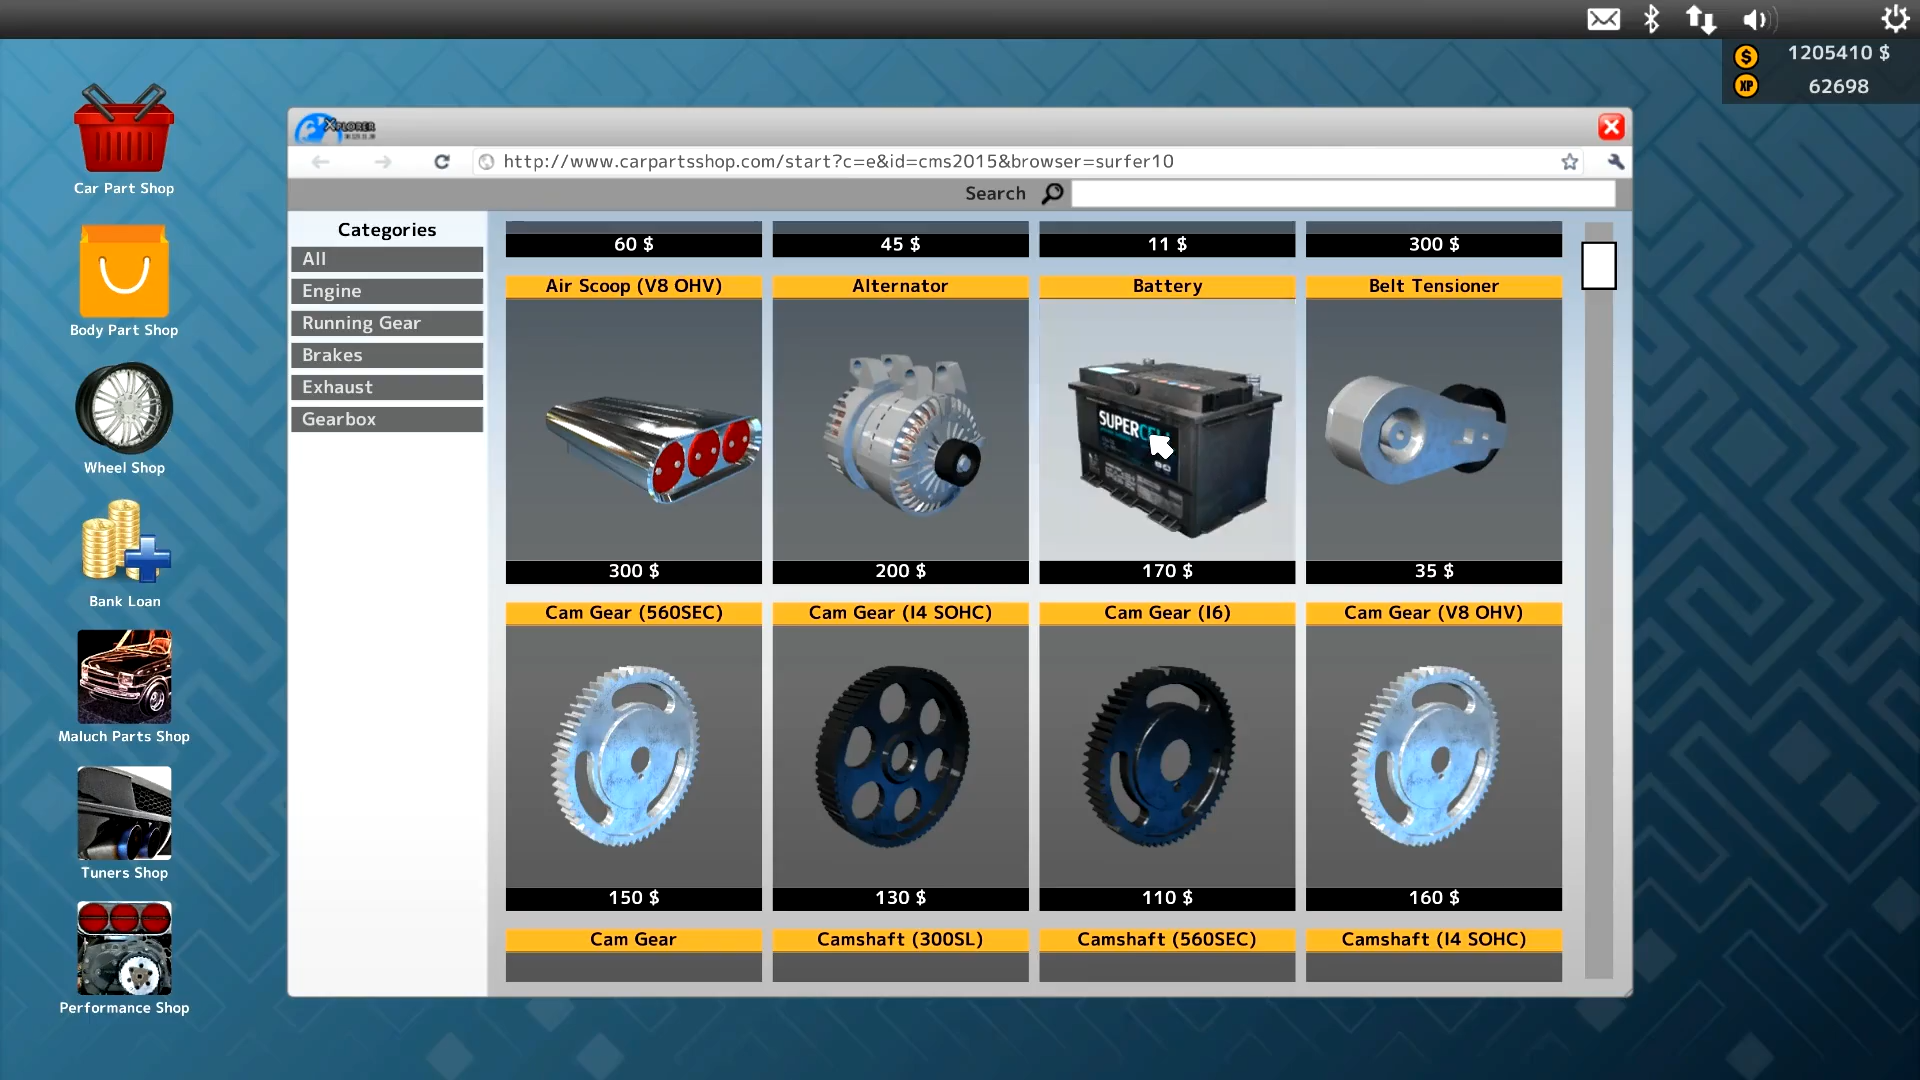 1205410 $
XP 62698
XPLORER
http://www.carpartsshop.com/start?c=e&id=cms2015&browser=surfer10
Search
Categories
All
Engine
Running Gear
Brakes
Exhaust
Gearbox
Car Part Shop
Body Part Shop
Wheel Shop
Bank Loan
Maluch Parts Shop
Tuners Shop
Performance Shop
60 $ 45 $ 11 $ 300 $
Air Scoop (V8 OHV) Alternator Battery Belt Tensioner
SUPERCELL
300 $ 200 $ 170 $ 35 $
Cam Gear (560SEC) Cam Gear (I4 SOHC) Cam Gear (I6) Cam Gear (V8 OHV)
150 $ 130 $ 110 $ 160 $
Cam Gear Camshaft (300SL) Camshaft (560SEC) Camshaft (I4 SOHC)